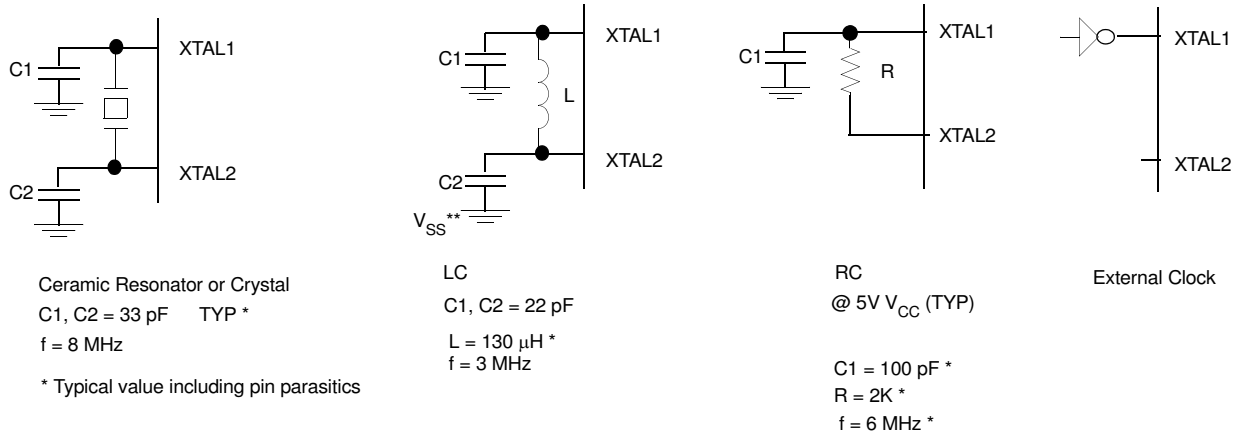 XTAL1
C1
XTAL2
C2
Ceramic Resonator or Crystal
C1, C2 = 33 pF TYP *
f = 8 MHz
* Typical value including pin parasitics
XTAL1
C1
L
XTAL2
C2
VSS**
LC
C1, C2 = 22 pF
L = 130 μH *
f = 3 MHz
XTAL1
C1
R
XTAL2
RC
@ 5V VCC (TYP)
C1 = 100 pF *
R = 2K *
f = 6 MHz *
XTAL1
XTAL2
External Clock